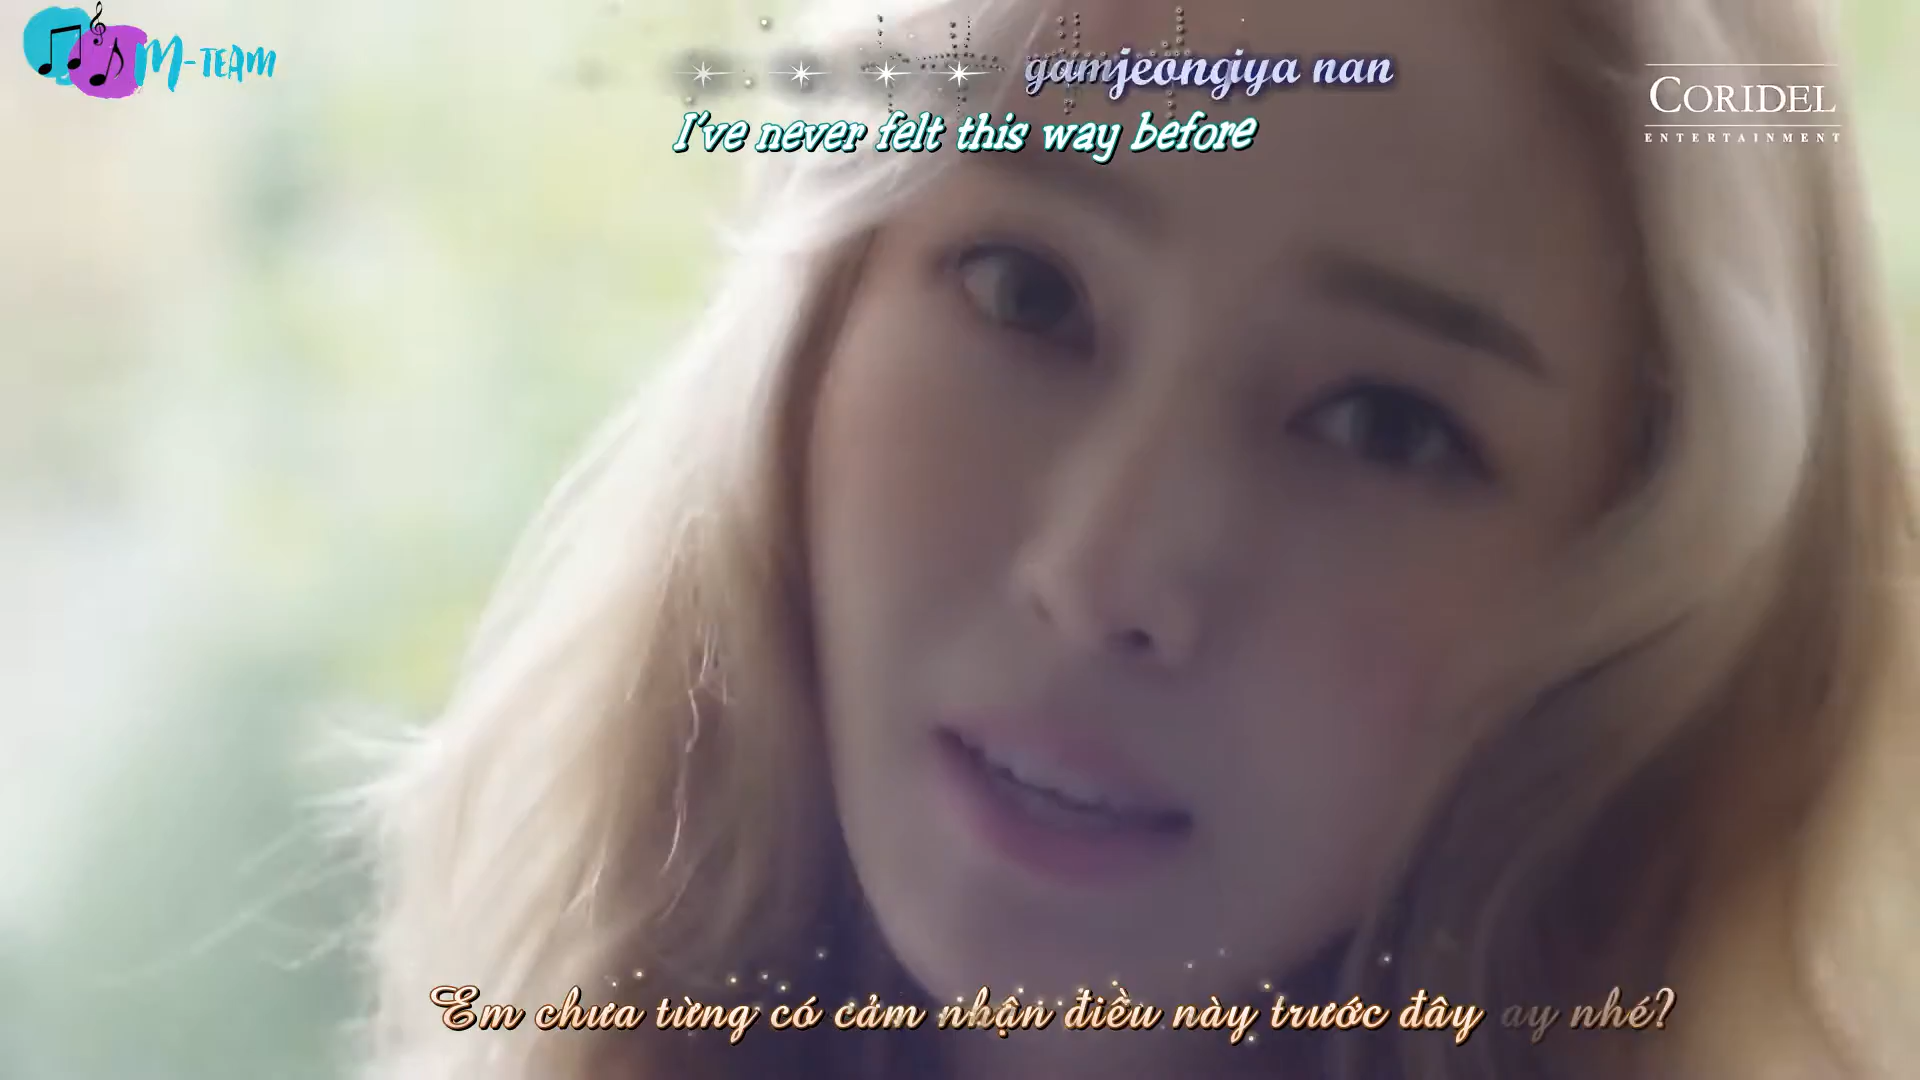 M-TEAM
gamjeongiya nan
CORIDEL
ENTERTAINMENT
I've never felt this way before
Em chưa từng có cảm nhận điều này trước đây
ay nhé?